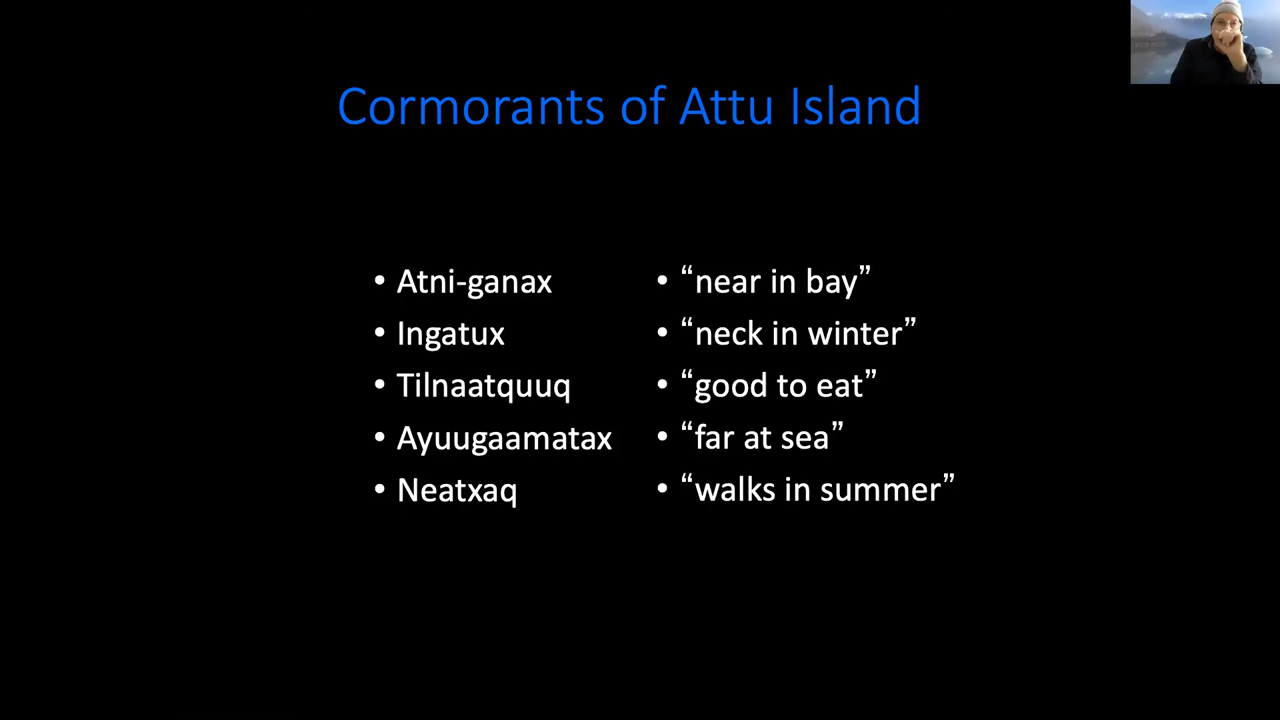 Cormorants of Attu Island
• Atni-ganax
• Ingatux
• Tilnaatquuq
• Ayuugaamatax
• Neatxaq
• “near in bay”
• “neck in winter”
• “good to eat”
• “far at sea”
• “walks in summer”